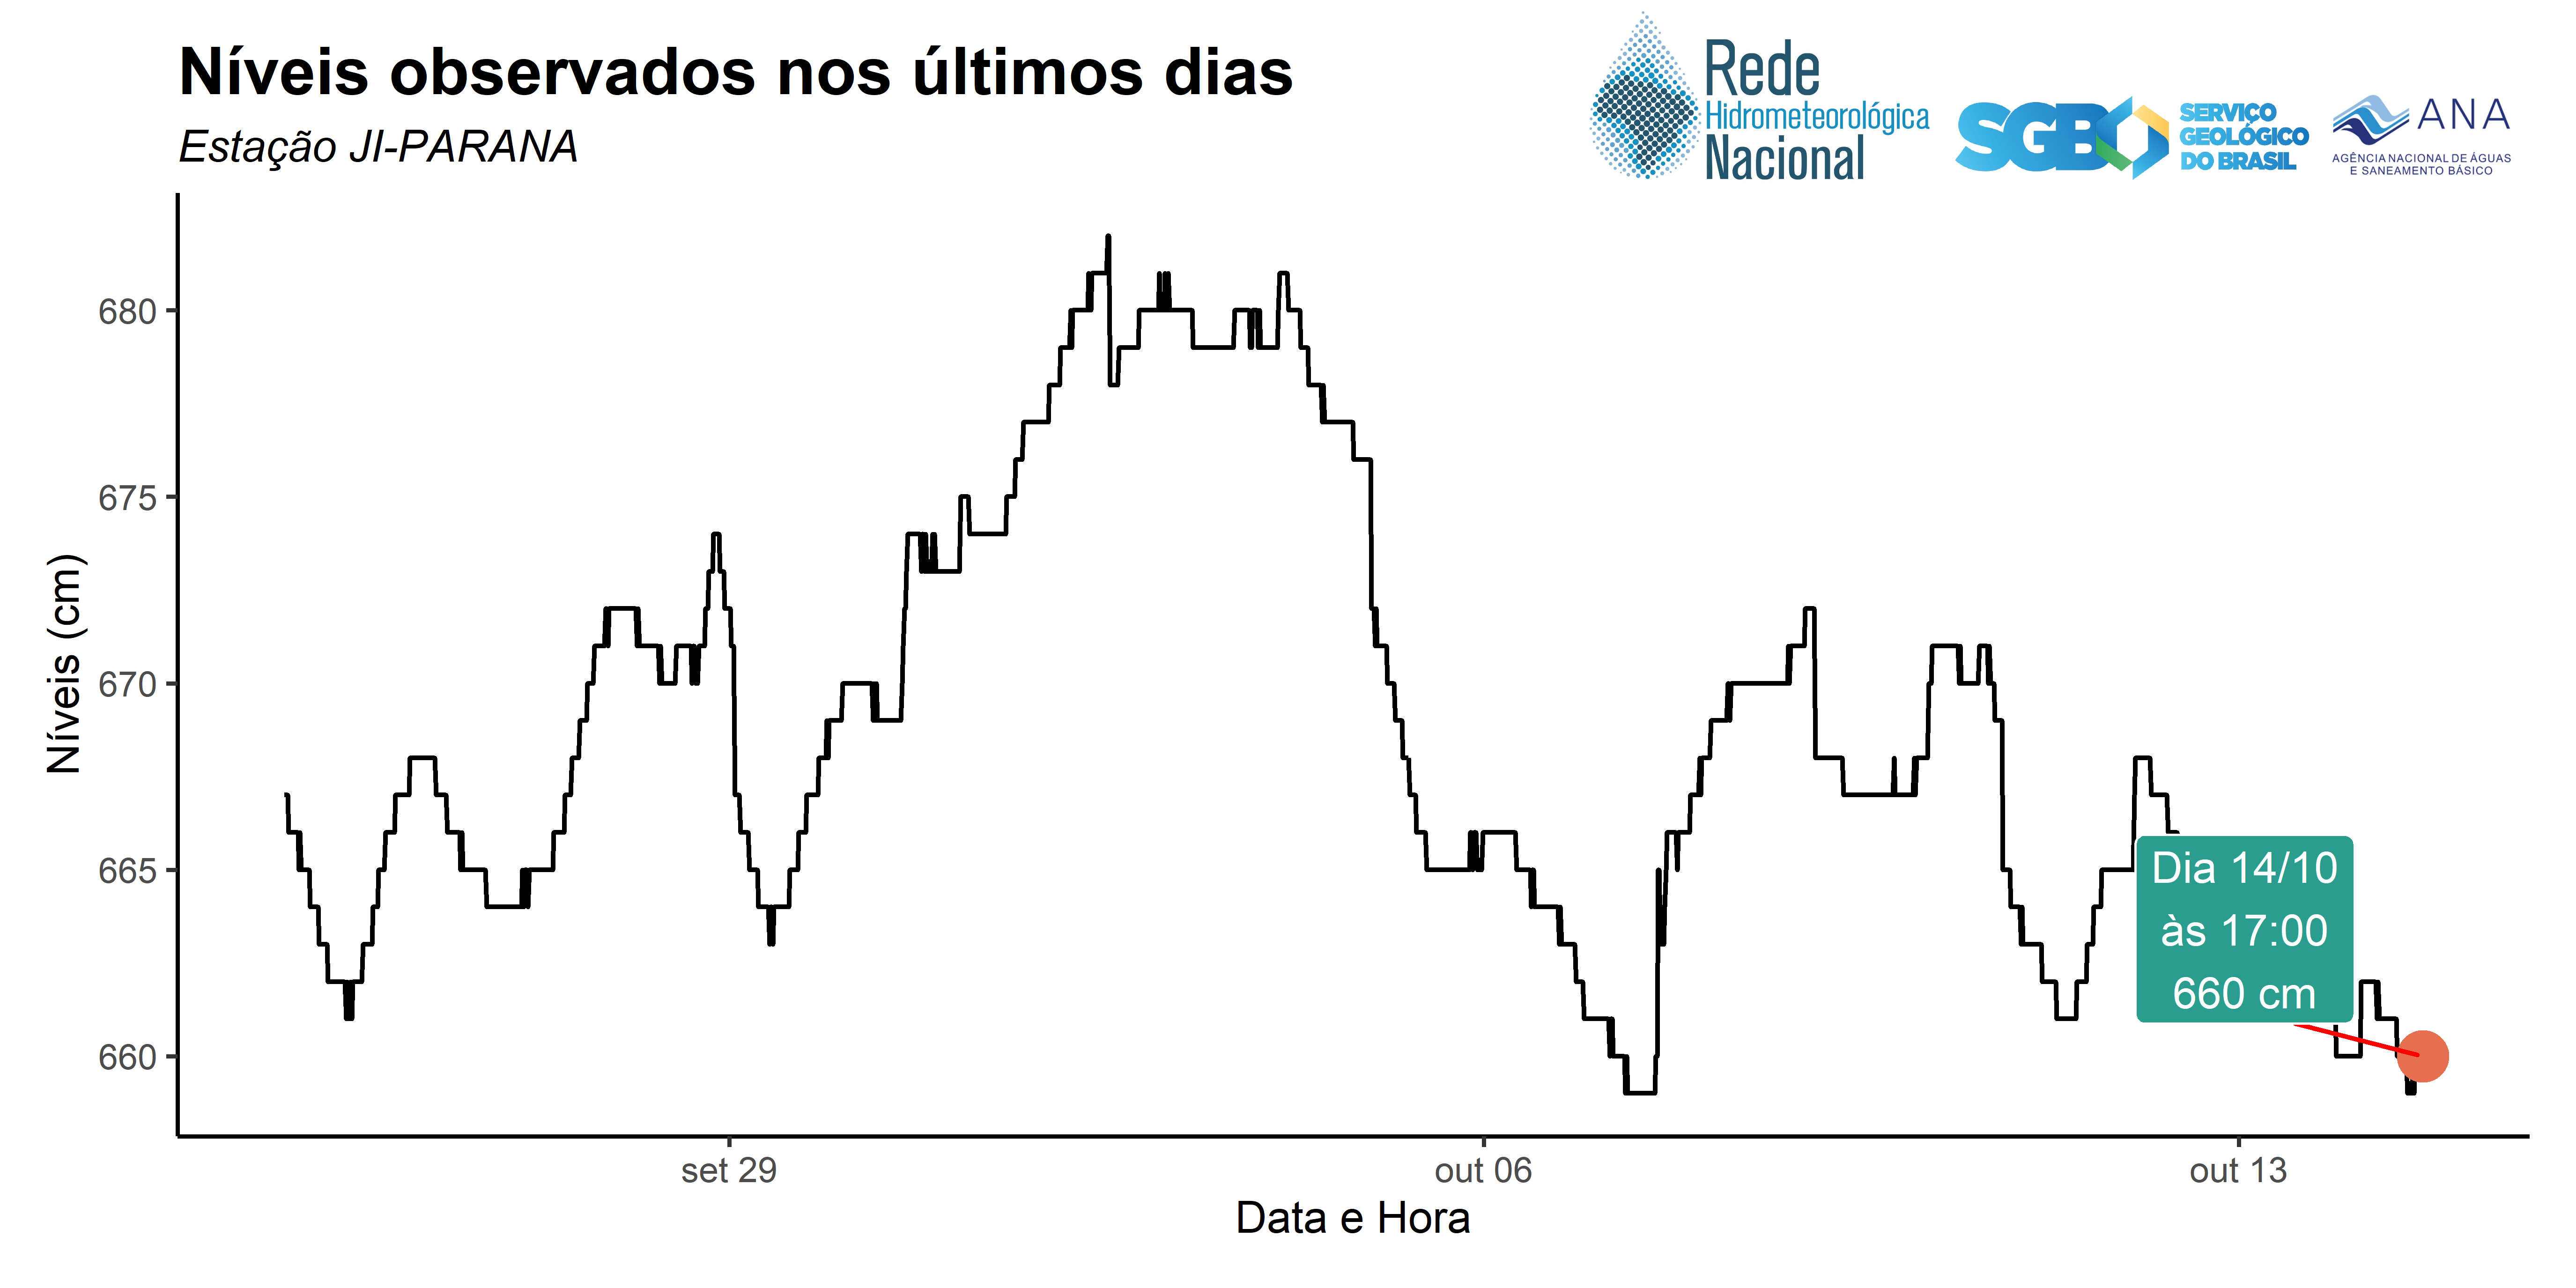 Níveis observados nos últimos dias
Estação JI-PARANA
Rede
Hidrometeorológica
Nacional
SGB
SERVIÇO
GEOLÓGICO
DO BRASIL
ANA
AGÊNCIA NACIONAL DE ÁGUAS
E SANEAMENTO BÁSICO
Níveis (cm)
680
675
670
665
660
Dia 14/10
às 17:00
660 cm
set 29
out 06
out 13
Data e Hora